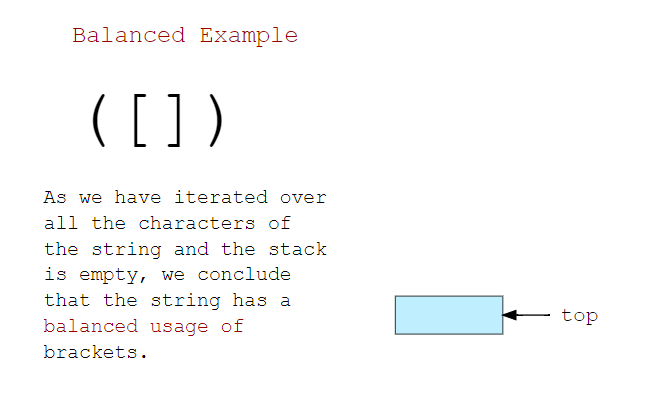 Balanced Example
([])
As we have iterated over
all the characters of
the string and the stack
is empty, we conclude
that the string has a
balanced usage of
brackets.
top